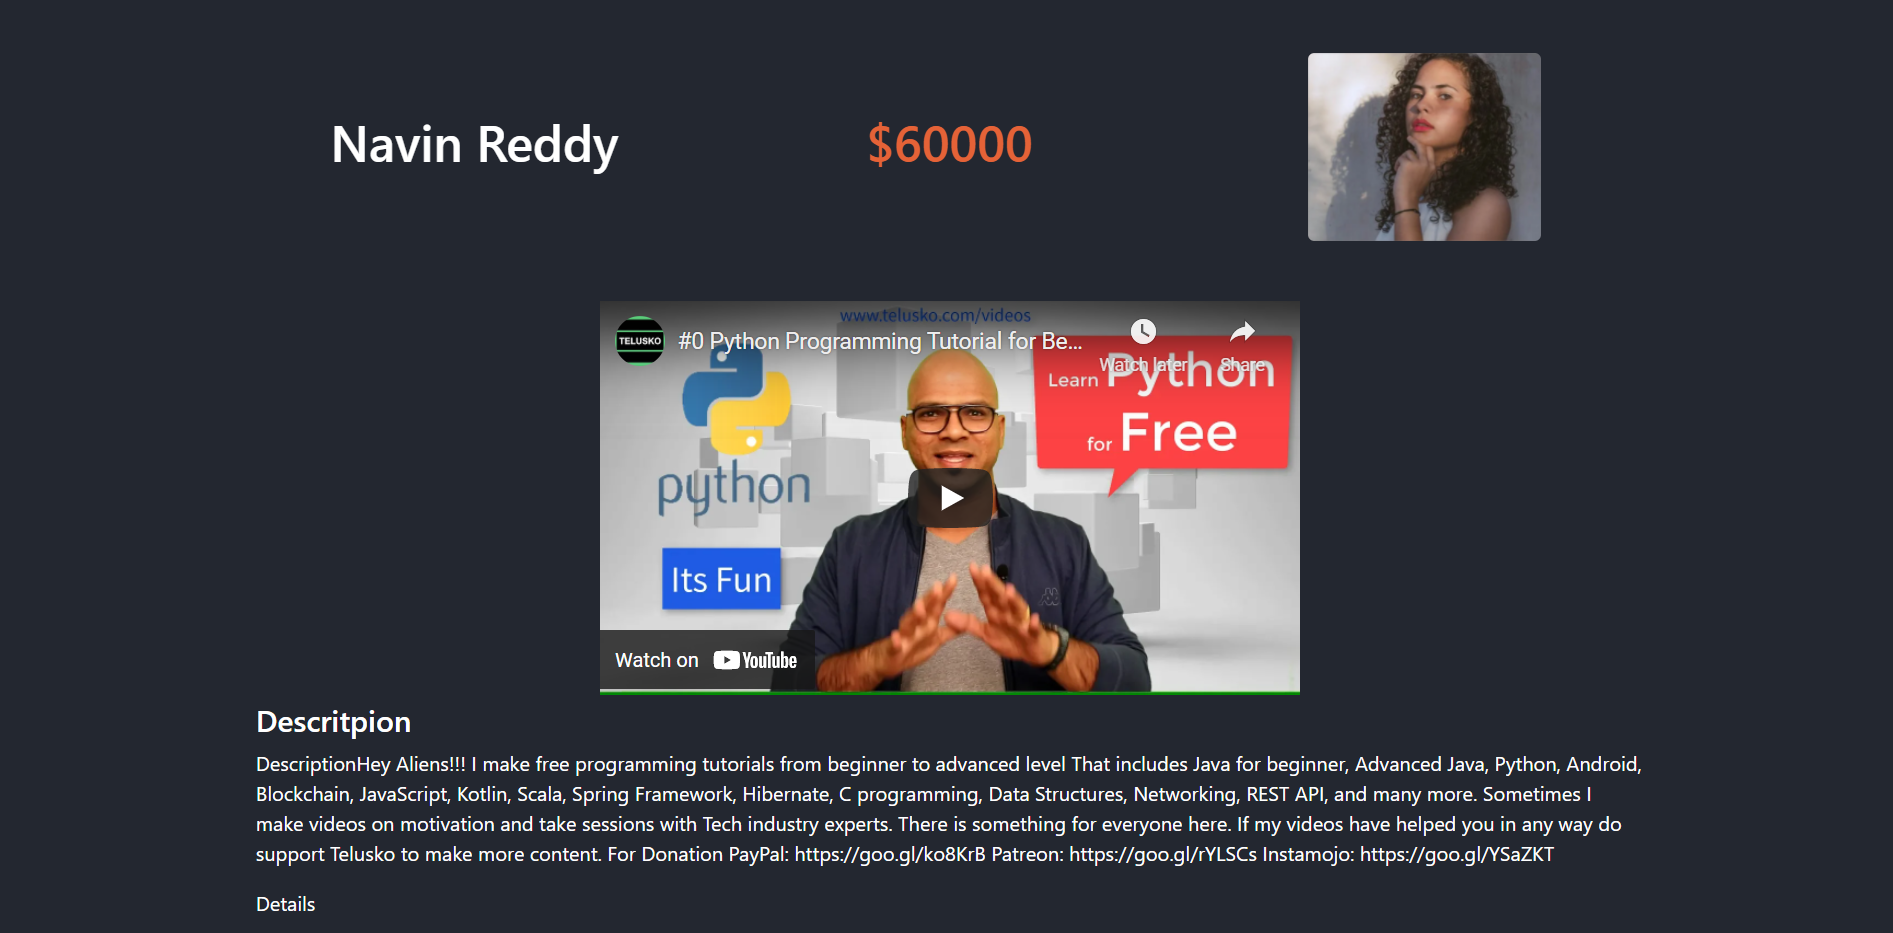 Navin Reddy
$60000
www.telusko.com/videos
TELUSKO
#0 Python Programming Tutorial for Be...
Watch later
Share
Learn Python
for Free
python
Its Fun
Watch on YouTube
Descritpion
DescriptionHey Aliens!!! I make free programming tutorials from beginner to advanced level That includes Java for beginner, Advanced Java, Python, Android,
Blockchain, JavaScript, Kotlin, Scala, Spring Framework, Hibernate, C programming, Data Structures, Networking, REST API, and many more. Sometimes I
make videos on motivation and take sessions with Tech industry experts. There is something for everyone here. If my videos have helped you in any way do
support Telusko to make more content. For Donation PayPal: https://goo.gl/ko8KrB Patreon: https://goo.gl/rYLSCs Instamojo: https://goo.gl/YSaZKT
Details